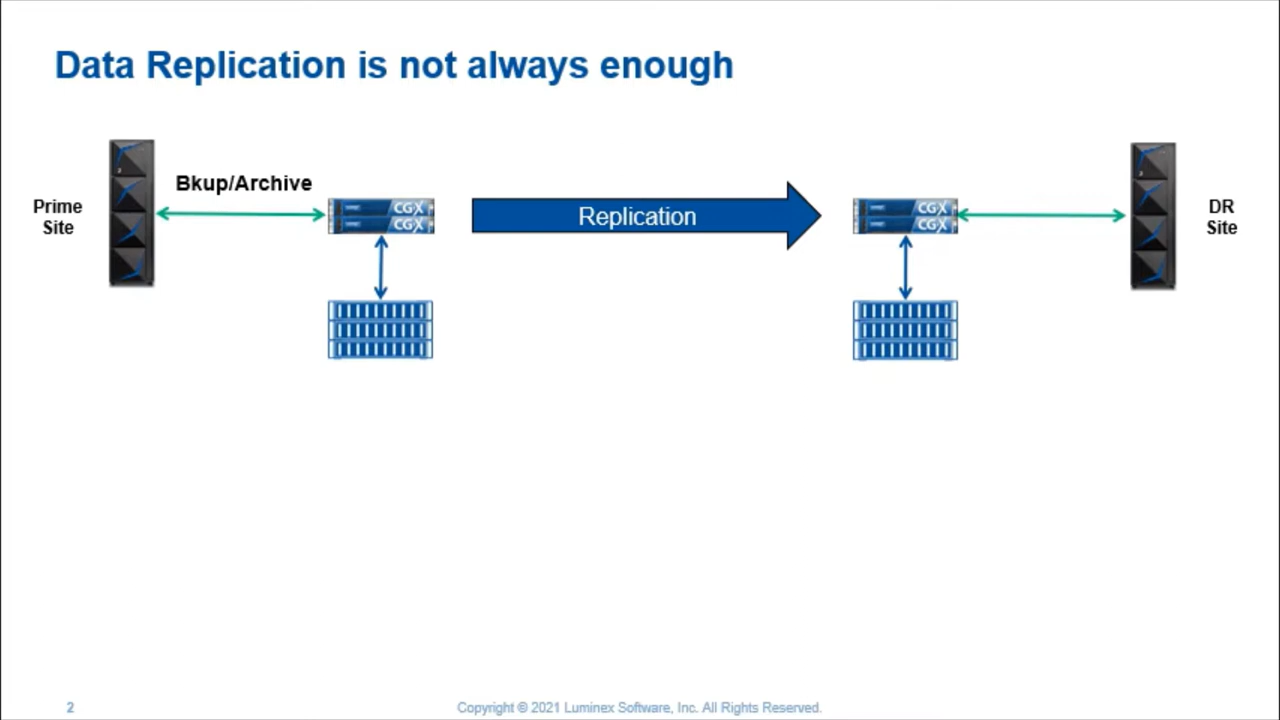 Data Replication is not always enough
Bkup/Archive
Prime
Site
CGX
CGX
Replication
CGX
CGX
DR
Site
2
Copyright © 2021 Luminex Software, Inc. All Rights Reserved.